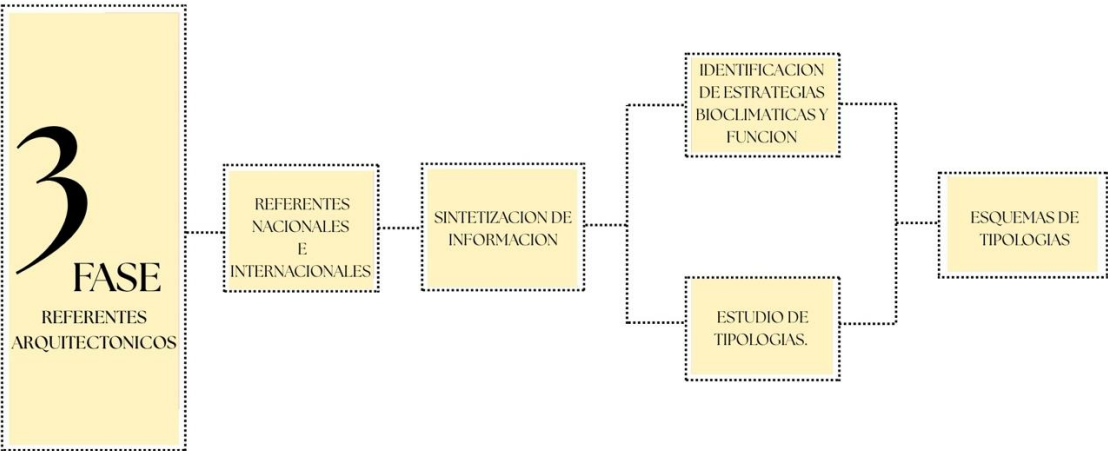 3
FASE
REFERENTES
ARQUITECTONICOS
REFERENTES
NACIONALES
E
INTERNACIONALES
SINTETIZACION DE
INFORMACION
IDENTIFICACION
DE ESTRATEGIAS
BIOCLIMATICAS Y
FUNCION
ESTUDIO DE
TIPOLOGIAS.
ESQUEMAS DE
TIPOLOGIAS